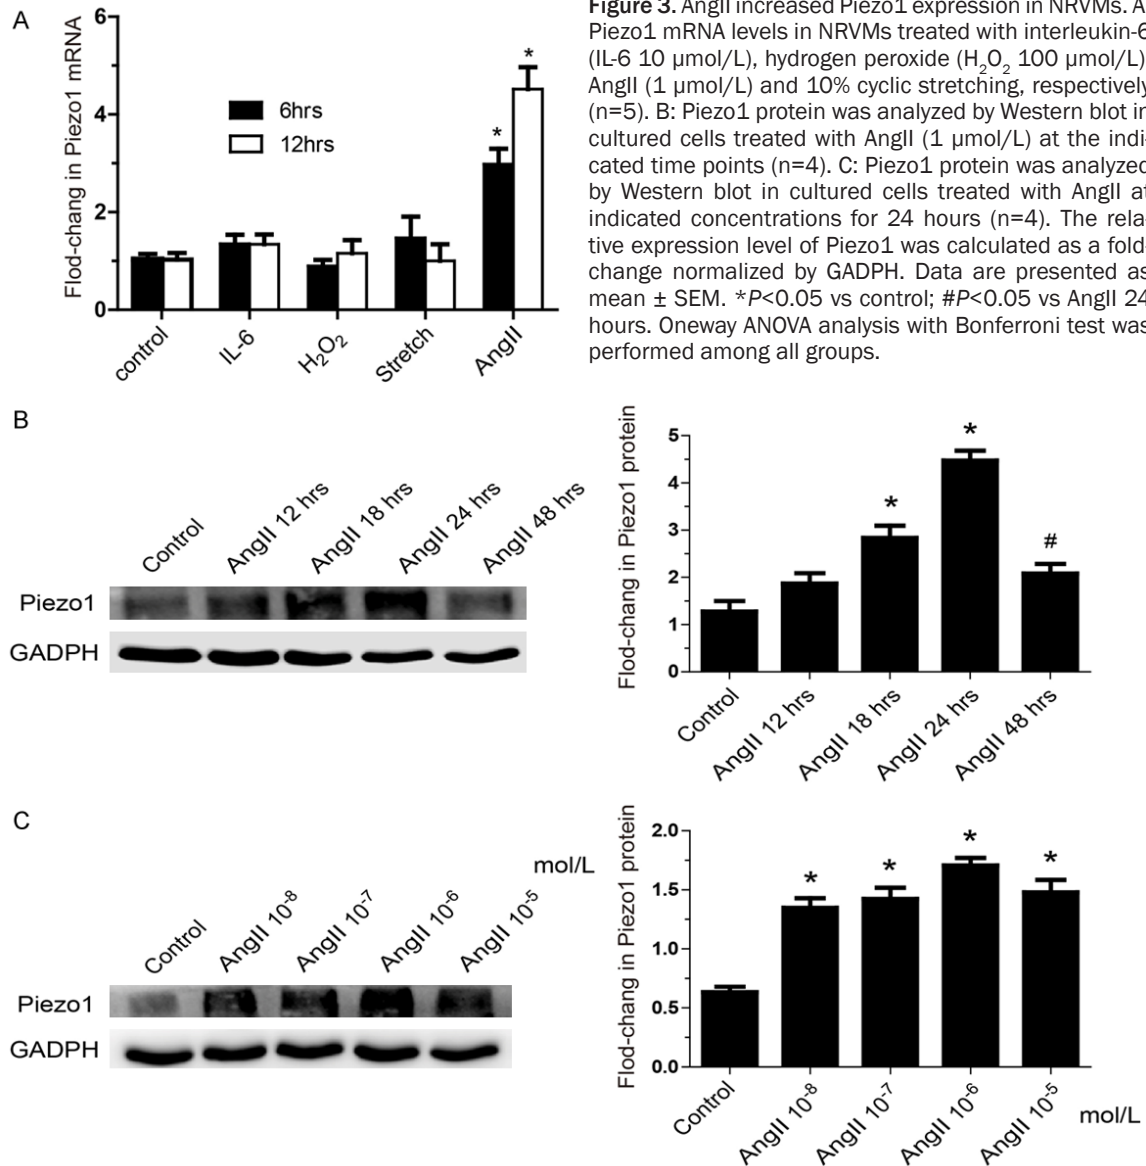 A
Flod-chang in Piezo1 mRNA
6
4
2
0
6hrs
12hrs
*
*
control
IL-6
H₂O₂
Stretch
AngII
Figure 3. AngII increased Piezo1 expression in NRVMs. A
Piezo1 mRNA levels in NRVMs treated with interleukin-6
(IL-6 10 μmol/L), hydrogen peroxide (H₂O₂ 100 μmol/L)
AngII (1 μmol/L) and 10% cyclic stretching, respectively
(n=5). B: Piezo1 protein was analyzed by Western blot in
cultured cells treated with AngII (1 μmol/L) at the indi-
cated time points (n=4). C: Piezo1 protein was analyzed
by Western blot in cultured cells treated with AngII at
indicated concentrations for 24 hours (n=4). The rela-
tive expression level of Piezo1 was calculated as a fold-
change normalized by GADPH. Data are presented as
mean ± SEM. *P<0.05 vs control; #P<0.05 vs AngII 24
hours. Oneway ANOVA analysis with Bonferroni test was
performed among all groups.
B
Control
AngII 12 hrs
AngII 18 hrs
AngII 24 hrs
AngII 48 hrs
Piezo1
GADPH
Flod-chang in Piezo1 protein
5
4
3
2
1
0
*
*
#
Control
AngII 12 hrs
AngII 18 hrs
AngII 24 hrs
AngII 48 hrs
C
mol/L
Control
AngII 10⁻⁸
AngII 10⁻⁷
AngII 10⁻⁶
AngII 10⁻⁵
Piezo1
GADPH
Flod-chang in Piezo1 protein
2.0
1.5
1.0
0.5
0.0
*
*
*
*
Control
AngII 10⁻⁸
AngII 10⁻⁷
AngII 10⁻⁶
AngII 10⁻⁵
mol/L